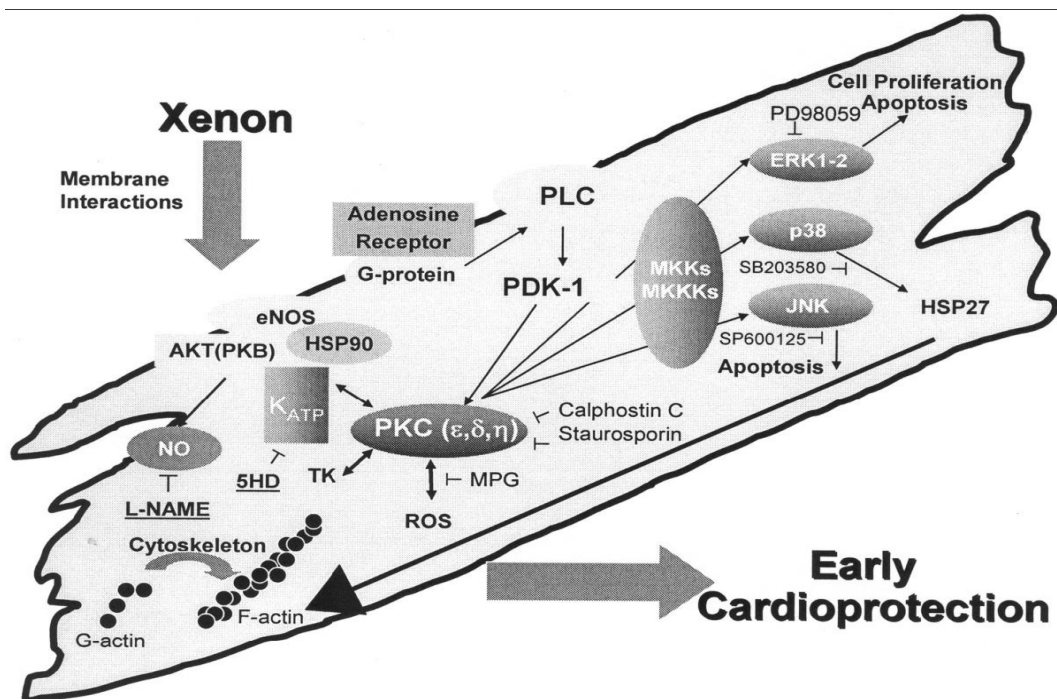 Xenon
Membrane
Interactions
Adenosine
Receptor
G-protein
PLC
PDK-1
Cell Proliferation
Apoptosis
PD98059
ERK1-2
MKKs
MKKKs
p38
SB203580
JNK
SP600125
Apoptosis
HSP27
eNOS
HSP90
AKT(PKB)
KATP
PKC (ε,δ,η)
Calphostin C
Staurosporin
NO
L-NAME
5HD
TK
MPG
ROS
Cytoskeleton
G-actin
F-actin
Early
Cardioprotection